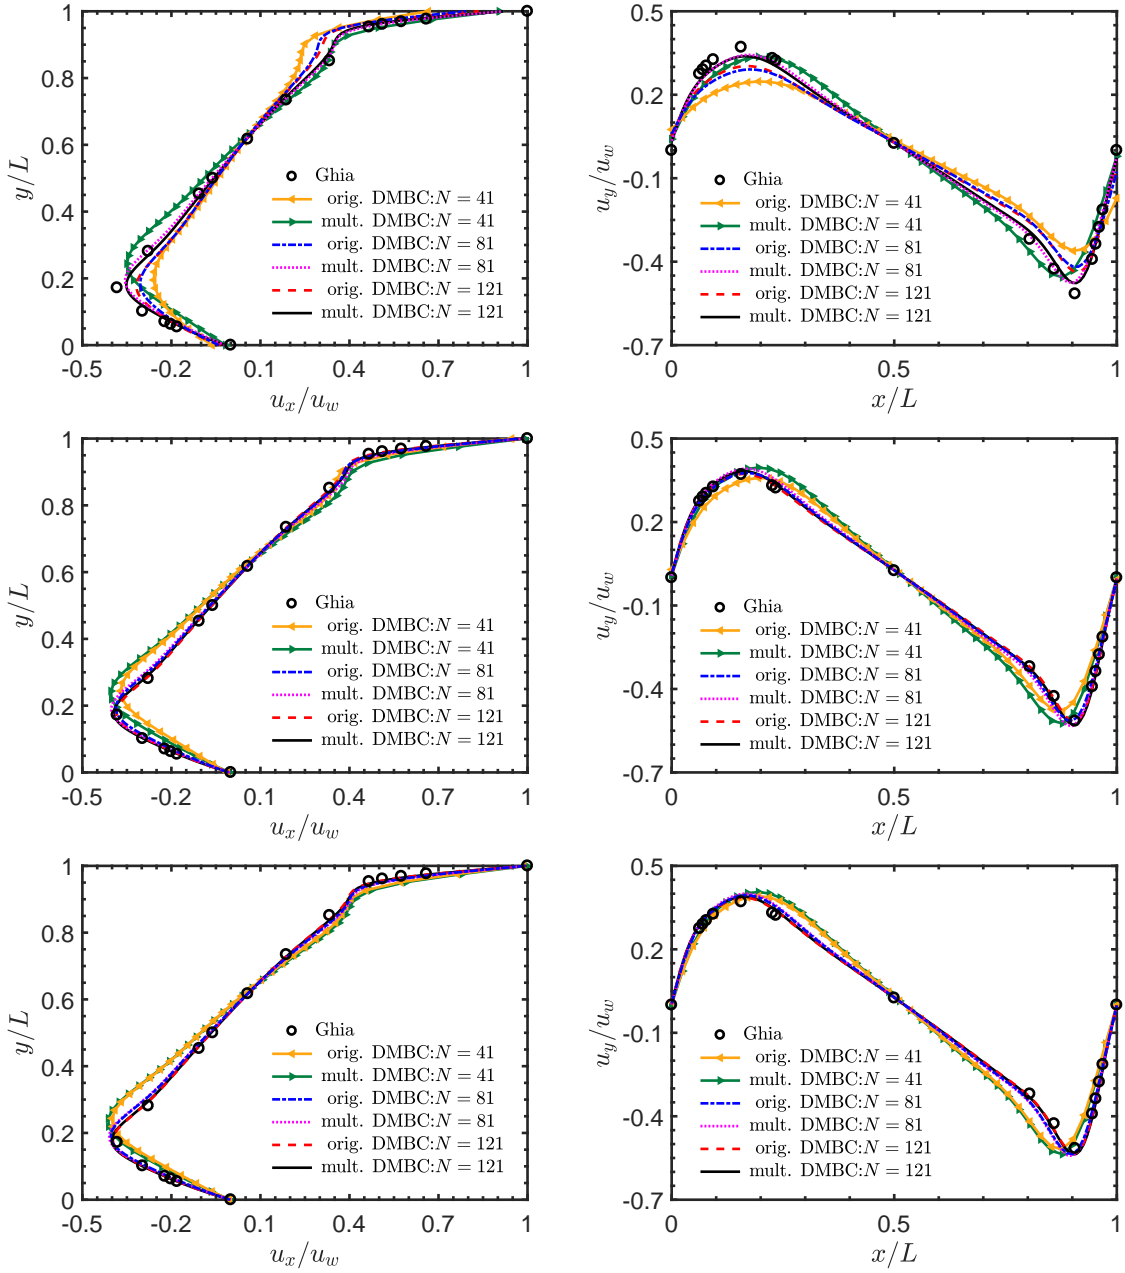 1
0.8
0.6
0.4
0.2
0
y/L
Ghia
orig. DMBC:N = 41
mult. DMBC:N = 41
orig. DMBC:N = 81
mult. DMBC:N = 81
orig. DMBC:N = 121
mult. DMBC:N = 121
-0.5 -0.2 0.1 0.4 0.7 1
u_x/u_w
0.5
0.2
-0.1
-0.4
-0.7
u_y/u_w
Ghia
orig. DMBC:N = 41
mult. DMBC:N = 41
orig. DMBC:N = 81
mult. DMBC:N = 81
orig. DMBC:N = 121
mult. DMBC:N = 121
0 0.5 1
x/L
1
0.8
0.6
0.4
0.2
0
y/L
Ghia
orig. DMBC:N = 41
mult. DMBC:N = 41
orig. DMBC:N = 81
mult. DMBC:N = 81
orig. DMBC:N = 121
mult. DMBC:N = 121
-0.5 -0.2 0.1 0.4 0.7 1
u_x/u_w
0.5
0.2
-0.1
-0.4
-0.7
u_y/u_w
Ghia
orig. DMBC:N = 41
mult. DMBC:N = 41
orig. DMBC:N = 81
mult. DMBC:N = 81
orig. DMBC:N = 121
mult. DMBC:N = 121
0 0.5 1
x/L
1
0.8
0.6
0.4
0.2
0
y/L
Ghia
orig. DMBC:N = 41
mult. DMBC:N = 41
orig. DMBC:N = 81
mult. DMBC:N = 81
orig. DMBC:N = 121
mult. DMBC:N = 121
-0.5 -0.2 0.1 0.4 0.7 1
u_x/u_w
0.5
0.2
-0.1
-0.4
-0.7
u_y/u_w
Ghia
orig. DMBC:N = 41
mult. DMBC:N = 41
orig. DMBC:N = 81
mult. DMBC:N = 81
orig. DMBC:N = 121
mult. DMBC:N = 121
0 0.5 1
x/L